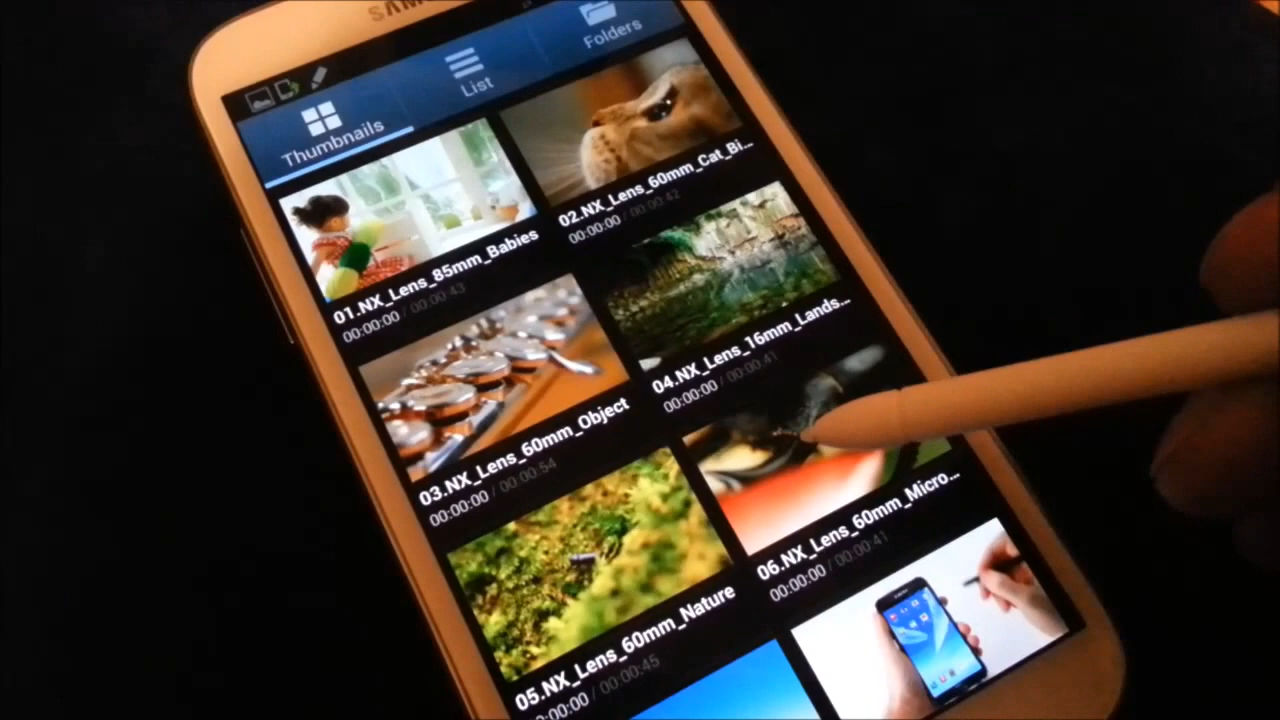 SAM
Thumbnails
List
Folders
01.NX_Lens_85mm_Babies
00:00:00 / 00:00:43
02.NX_Lens_60mm_Cat_Bi...
00:00:00 / 00:00:42
03.NX_Lens_60mm_Object
00:00:00 / 00:00:54
04.NX_Lens_16mm_Lands...
00:00:00 / 00:00:41
05.NX_Lens_60mm_Nature
00:00:00 / 00:00:45
06.NX_Lens_60mm_Micro...
00:00:00 / 00:00:41